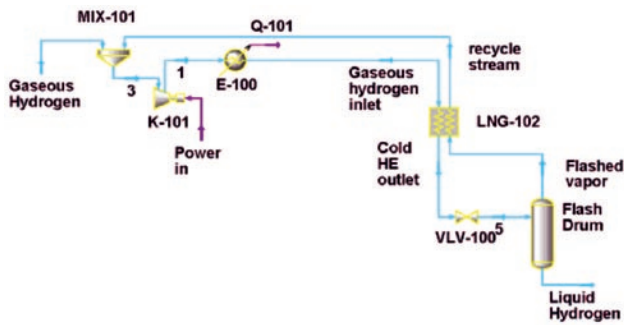 MIX-101
Q-101
Gaseous
Hydrogen
3
1
K-101
E-100
Power
in
Gaseous
hydrogen
inlet
recycle
stream
LNG-102
Cold
HE
outlet
Flashed
vapor
Flash
Drum
VLV-100
5
Liquid
Hydrogen